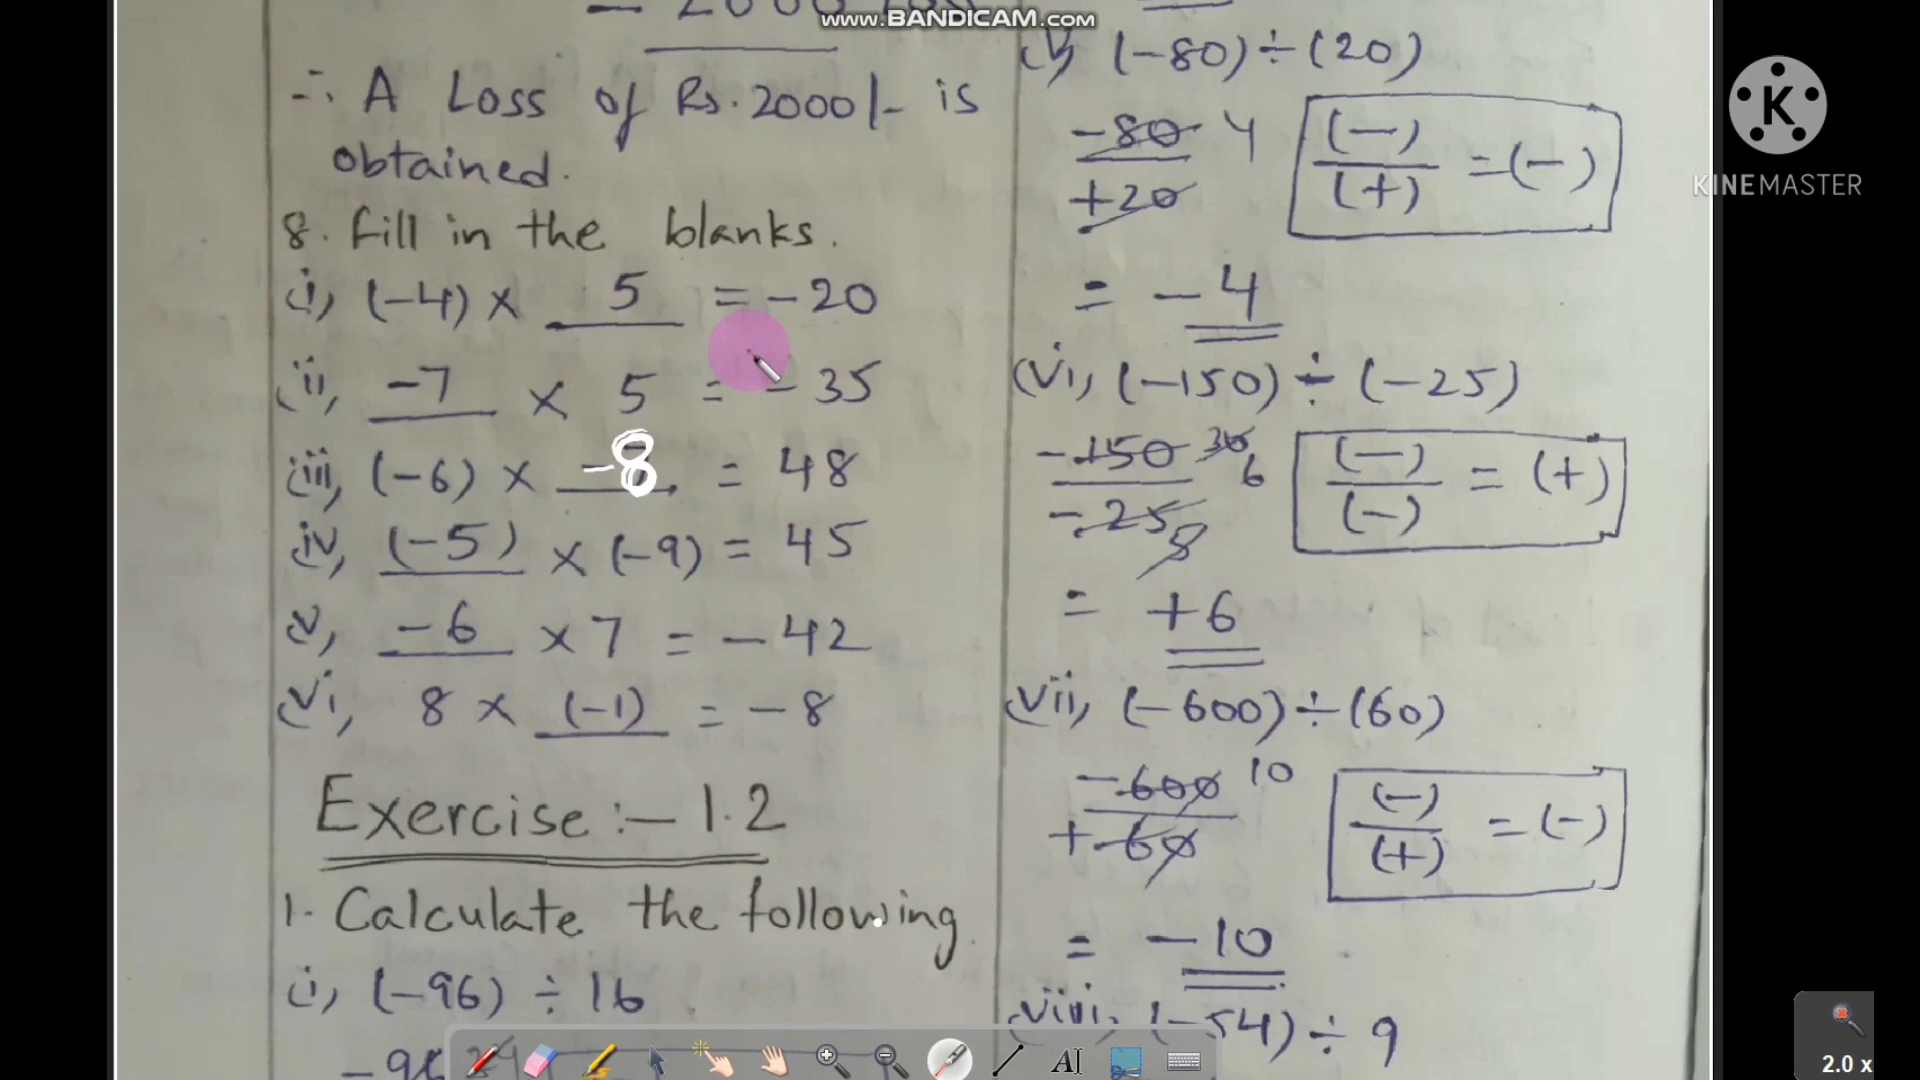 www.BANDICAM.com
KINEMASTER
∴ A Loss of Rs. 2000/- is
obtained.
8. Fill in the blanks.
i, (-4) × 5 = -20
ii, -7 × 5 = -35
iii, (-6) × -8 = 48
iv, (-5) × (-9) = 45
v, -6 × 7 = -42
vi, 8 × (-1) = -8
Exercise :- 1.2
1. Calculate the following
i, (-96) ÷ 16
v, (-80) ÷ (20)
-80 4
+20
(-)
(+) = (-)
= -4
(vi, (-150) ÷ (-25)
-150 30 6
-25 5
(-)
(-) = (+)
= +6
(vii, (-600) ÷ (60)
-600 10
+ 60
(-)
(+) = (-)
= -10
(viii, (-54) ÷ 9
K
2.0 x